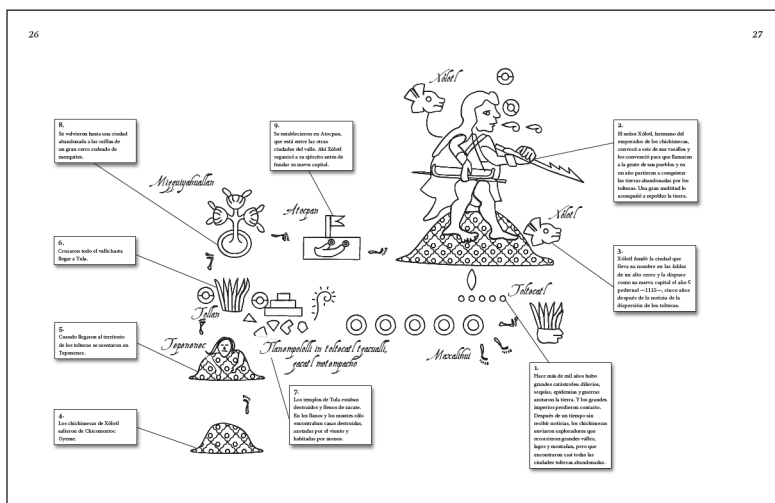 26
27
8.
Se volvieron hasta una ciudad
abandonada a las orillas de
un gran cerro rodeado de
mezquites.
9.
Se establecieron en Atocpan,
que está entre las otras
ciudades del valle. Ahí Xólotl
organizó a su ejército antes de
fundar su nueva capital.
Xólotl
2.
El señor Xólotl, hermano del
emperador de los chichimecas,
convocó a seis de sus vasallos y
los convenció para que llamaran
a la gente de sus pueblos y en
un año partieran a conquistar
las tierras abandonadas por los
toltecas. Una gran multitud lo
acompañó a repoblar la tierra.
Mizquiyahuallan
Atocpan
Xólotl
6.
Cruzaron todo el valle hasta
llegar a Tula.
3.
Xólotl fundó la ciudad que
lleva su nombre en las faldas
de un alto cerro y la dispuso
como su nueva capital el año 5
pedernal —1115—, cinco años
después de la noticia de la
dispersión de los toltecas.
Tollan
Toltecatl
5.
Cuando llegaron al territorio
de los toltecas se asentaron en
Tepenenec.
Tepenenec
Tlanempololli in toltecatl tzacualli,
zacatl motempacho
Maxalihui
7.
Los templos de Tula estaban
destruidos y llenos de zacate.
En los llanos y los montes sólo
encontraban casas destruidas,
azotadas por el viento y
habitadas por monos.
1.
Hace más de mil años hubo
grandes catástrofes: diluvios,
sequías, epidemias y guerras
azotaron la tierra. Y los grandes
imperios perdieron contacto.
Después de un tiempo sin
recibir noticias, los chichimecas
enviaron exploradores que
recorrieron grandes valles,
lagos y montañas, pero que
encontraron casi todas las
ciudades toltecas abandonadas.
4.
Los chichimecas de Xólotl
salieron de Chicomoztoc
Oyome.